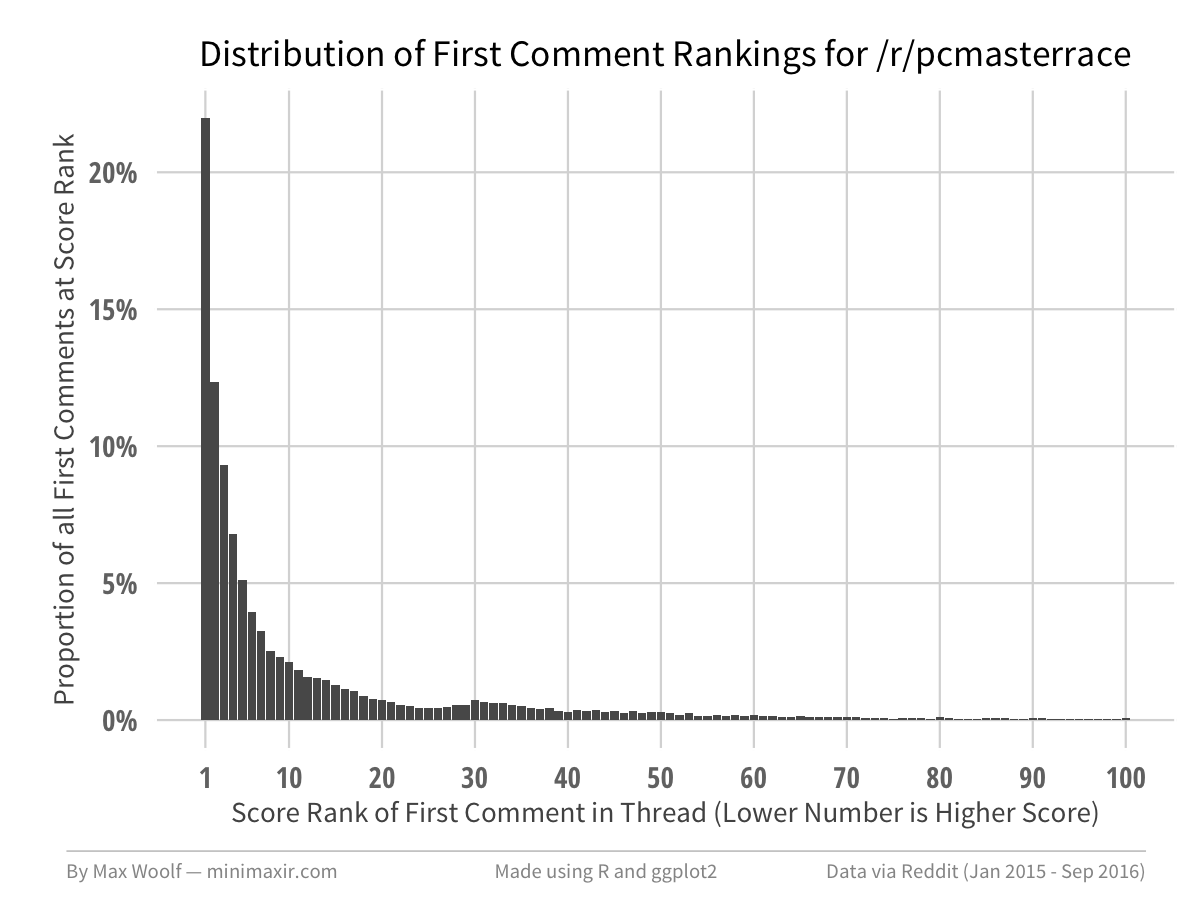 Distribution of First Comment Rankings for /r/pcmasterrace
Proportion of all First Comments at Score Rank
20%
15%
10%
5%
0%
1 10 20 30 40 50 60 70 80 90 100
Score Rank of First Comment in Thread (Lower Number is Higher Score)
By Max Woolf — minimaxir.com Made using R and ggplot2 Data via Reddit (Jan 2015 - Sep 2016)